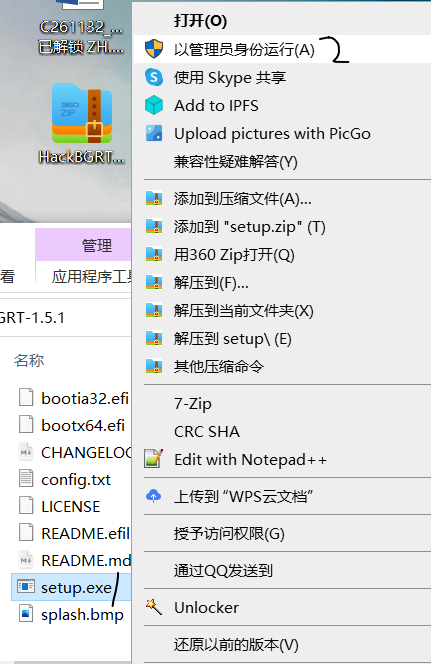 C261132_...
已解锁 ZH....
360
ZIP
HackBGRT...
管理
看
应用程序工具
GRT-1.5.1
名称
bootia32.efi
bootx64.efi
CHANGELOG
config.txt
LICENSE
README.efil
README.md
setup.exe
splash.bmp
1
打开(O)
以管理员身份运行(A)
2
使用 Skype 共享
Add to IPFS
Upload pictures with PicGo
兼容性疑难解答(Y)
添加到压缩文件(A)...
添加到 "setup.zip" (T)
用360 Zip打开(Q)
解压到(F)...
解压到当前文件夹(X)
解压到 setup\ (E)
其他压缩命令
7-Zip
CRC SHA
Edit with Notepad++
上传到 “WPS云文档”
授予访问权限(G)
通过QQ发送到
Unlocker
还原以前的版本(V)